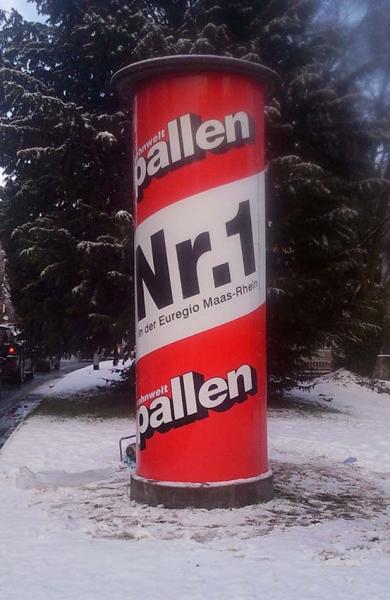 ohnwelt
pallen
Nr.1
in der Euregio Maas-Rhein
ohnwelt
pallen